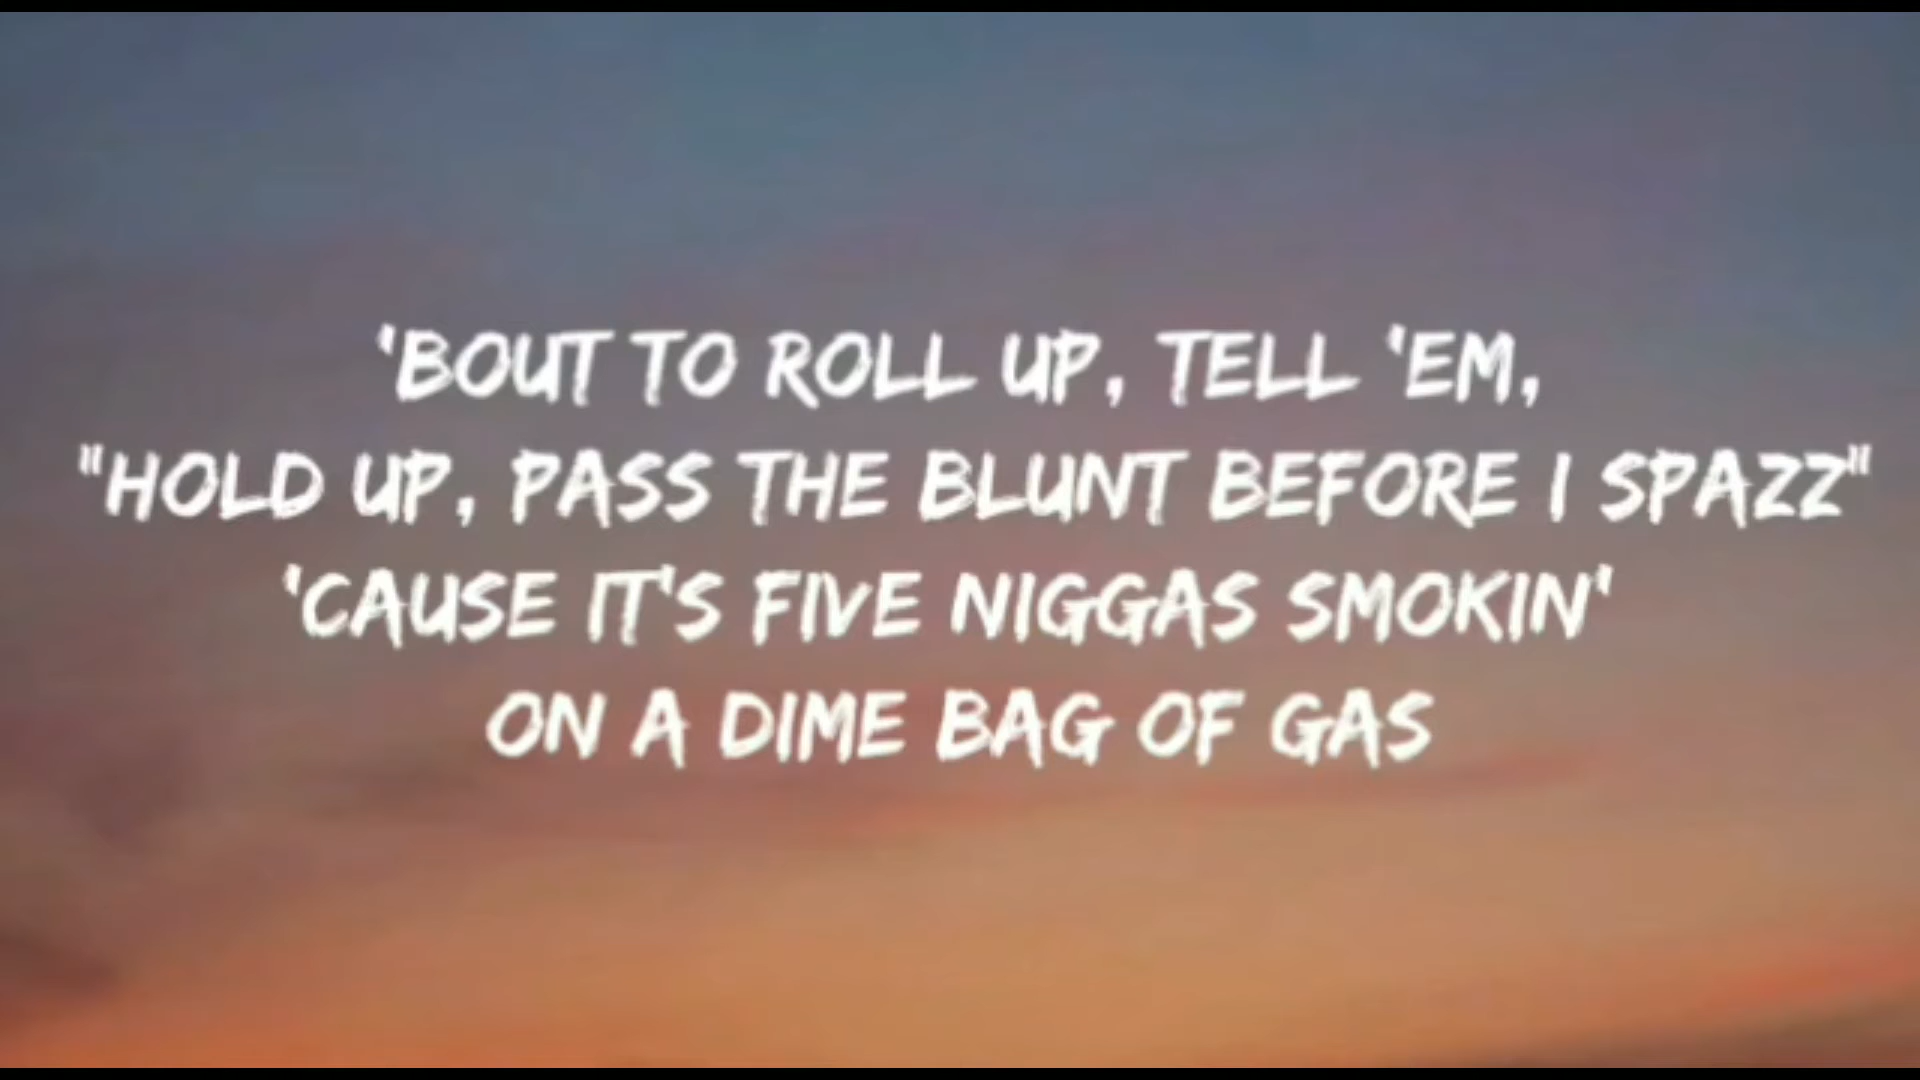 'BOUT TO ROLL UP, TELL 'EM,
"HOLD UP, PASS THE BLUNT BEFORE I SPAZZ"
'CAUSE IT'S FIVE NIGGAS SMOKIN'
ON A DIME BAG OF GAS